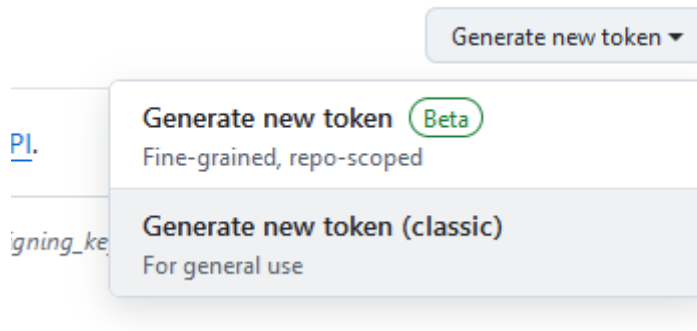 Generate new token
Generate new token Beta
Fine-grained, repo-scoped
PI.
Generate new token (classic)
igning_ke
For general use